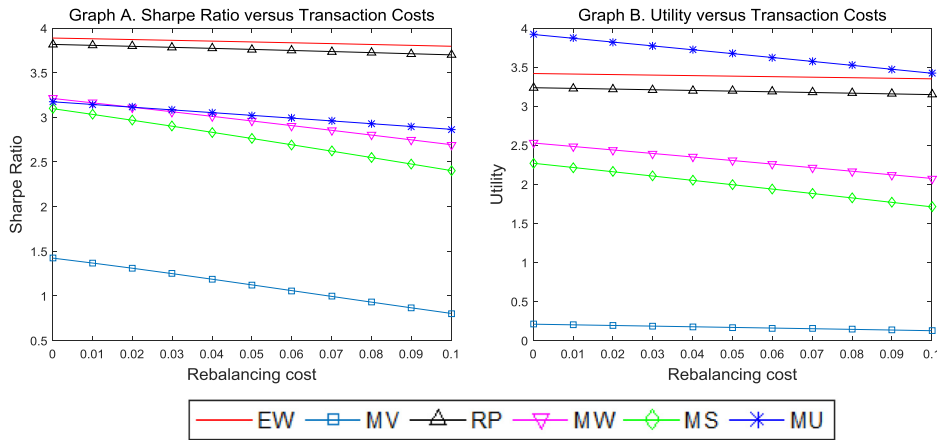 Graph A. Sharpe Ratio versus Transaction Costs
4
3.5
3
2.5
2
1.5
1
0.5
Sharpe Ratio
0 0.01 0.02 0.03 0.04 0.05 0.06 0.07 0.08 0.09 0.1
Rebalancing cost
Graph B. Utility versus Transaction Costs
4
3.5
3
2.5
2
1.5
1
0.5
0
Utility
0 0.01 0.02 0.03 0.04 0.05 0.06 0.07 0.08 0.09 0.1
Rebalancing cost
EW MV RP MW MS MU